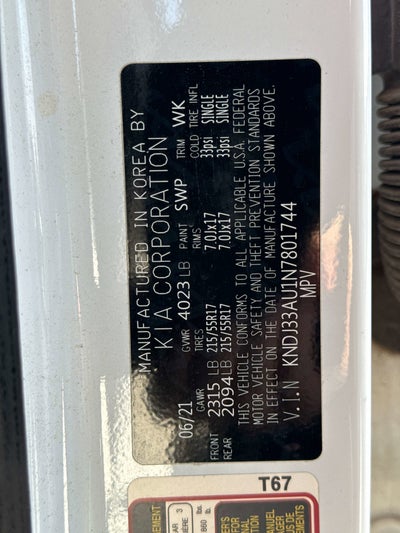 MANUFACTURED IN KOREA BY
KIA CORPORATION
06/21 GVWR 4023 LB PAINT SWP TRIM WK
GAWR TIRES RIMS COLD TIRE INFL
FRONT 2315 LB 215/55R17 7.0JX17 33psi SINGLE
REAR 2094 LB 215/55R17 7.0JX17 33psi SINGLE
THIS VEHICLE CONFORMS TO ALL APPLICABLE U.S.A. FEDERAL
MOTOR VEHICLE SAFETY AND THEFT PREVENTION STANDARDS
IN EFFECT ON THE DATE OF MANUFACTURE SHOWN ABOVE.
V.I.N KNDJ33AU1N7801744
MPV
T67